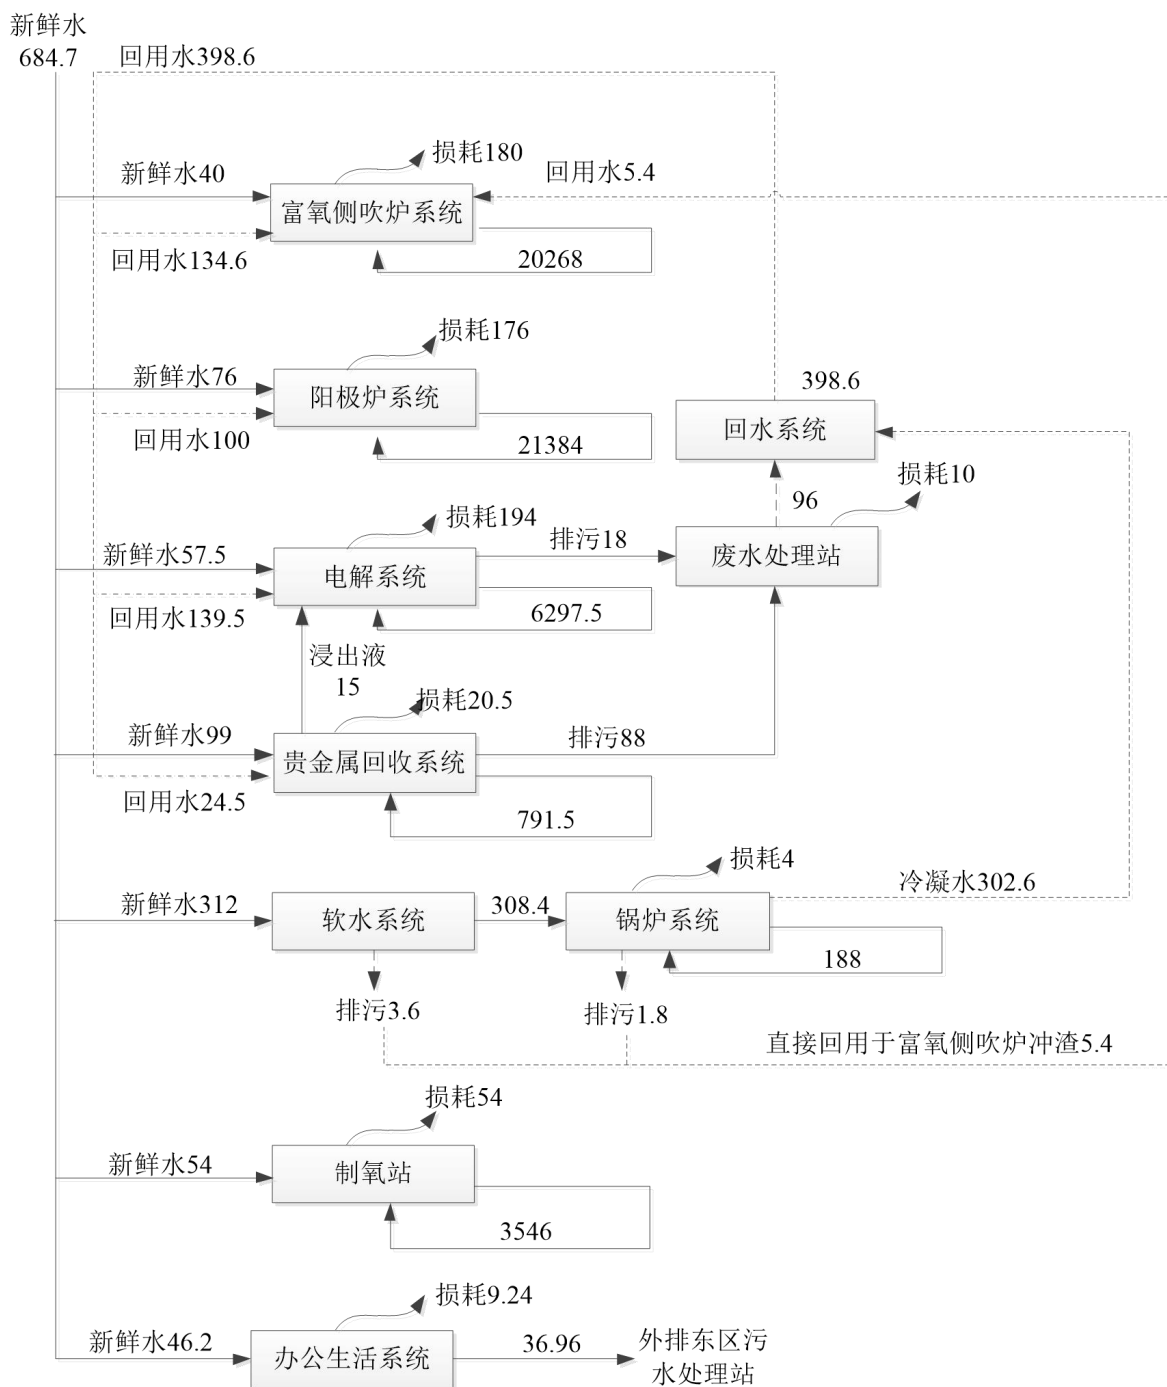 新鲜水
684.7
回用水398.6
损耗180
新鲜水40
回用水5.4
富氧侧吹炉系统
回用水134.6
20268
损耗176
新鲜水76
阳极炉系统
398.6
回用水100
21384
回水系统
损耗10
96
损耗194
新鲜水57.5
排污18
电解系统
废水处理站
回用水139.5
6297.5
浸出液
15
损耗20.5
新鲜水99
排污88
贵金属回收系统
回用水24.5
791.5
损耗4
新鲜水312
308.4
冷凝水302.6
软水系统
锅炉系统
188
排污3.6
排污1.8
直接回用于富氧侧吹炉冲渣5.4
损耗54
新鲜水54
制氧站
3546
损耗9.24
新鲜水46.2
36.96
外排东区污
水处理站
办公生活系统